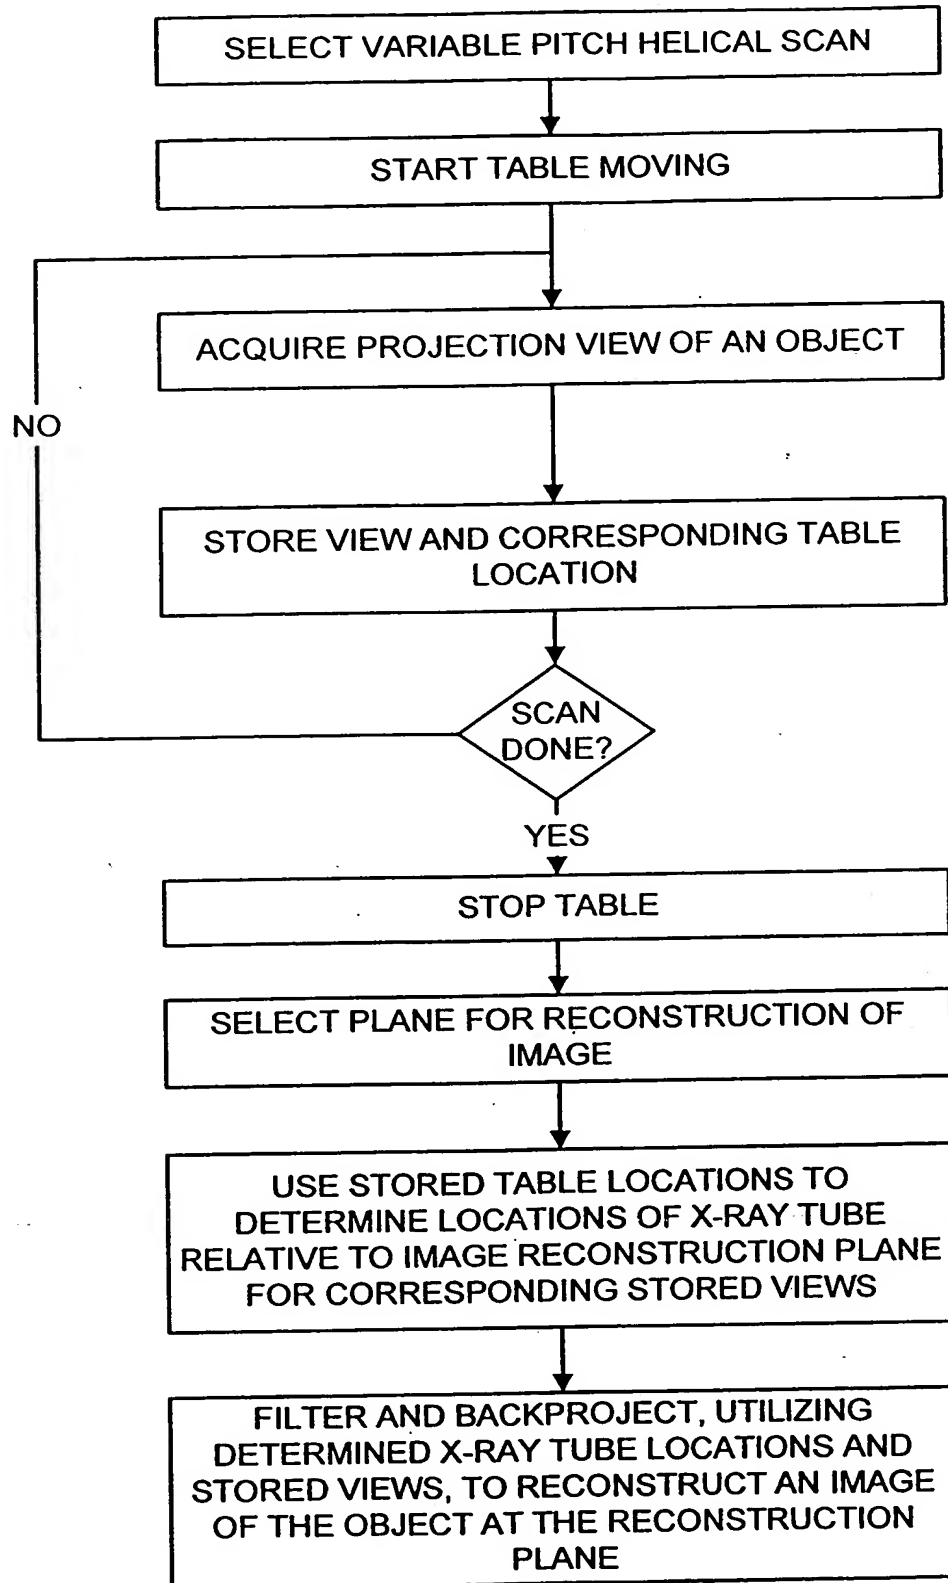 SELECT VARIABLE PITCH HELICAL SCAN
START TABLE MOVING
ACQUIRE PROJECTION VIEW OF AN OBJECT
NO
STORE VIEW AND CORRESPONDING TABLE
LOCATION
SCAN
DONE?
YES
STOP TABLE
SELECT PLANE FOR RECONSTRUCTION OF
IMAGE
USE STORED TABLE LOCATIONS TO
DETERMINE LOCATIONS OF X-RAY TUBE
RELATIVE TO IMAGE RECONSTRUCTION PLANE
FOR CORRESPONDING STORED VIEWS
FILTER AND BACKPROJECT, UTILIZING
DETERMINED X-RAY TUBE LOCATIONS AND
STORED VIEWS, TO RECONSTRUCT AN IMAGE
OF THE OBJECT AT THE RECONSTRUCTION
PLANE